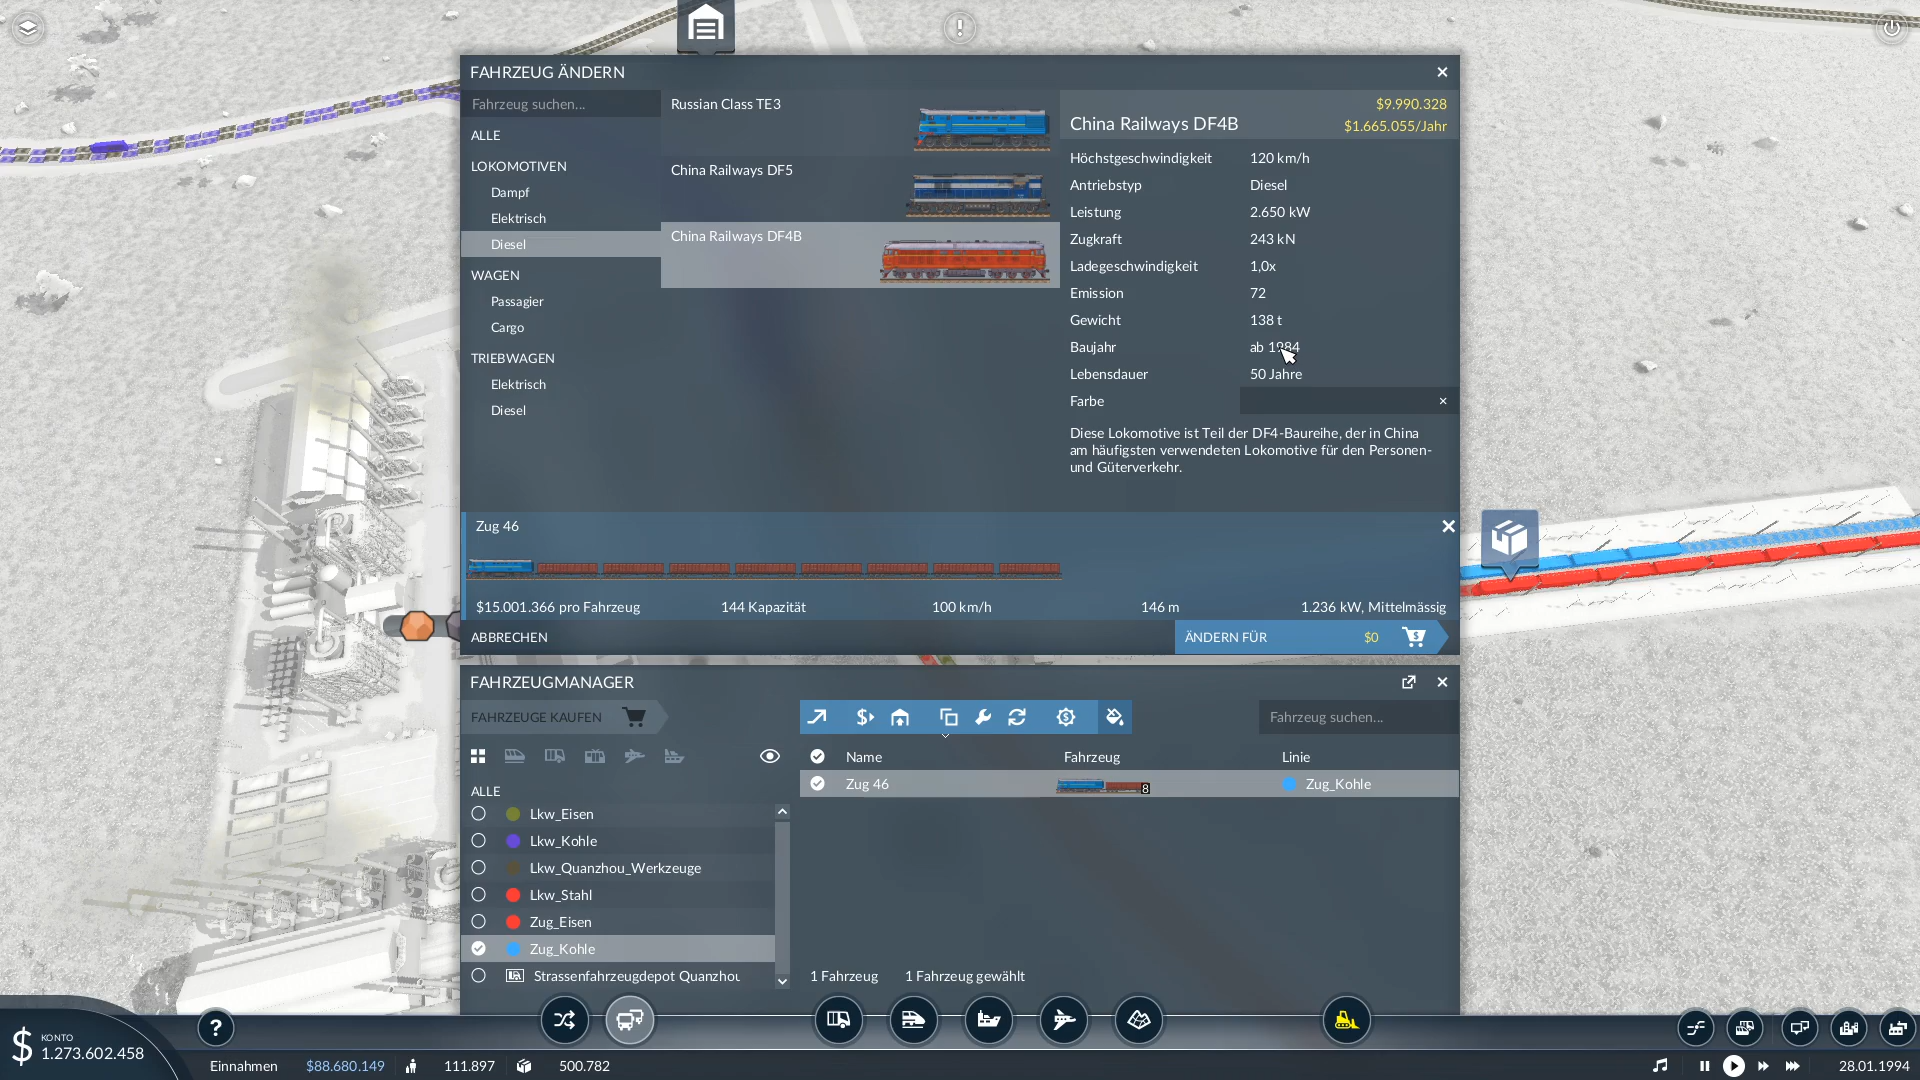 FAHRZEUG ÄNDERN
Fahrzeug suchen...
ALLE
LOKOMOTIVEN
Dampf
Elektrisch
Diesel
WAGEN
Passagier
Cargo
TRIEBWAGEN
Elektrisch
Diesel
Russian Class TE3
China Railways DF5
China Railways DF4B
$9.990.328
China Railways DF4B
$1.665.055/Jahr
Höchstgeschwindigkeit 120 km/h
Antriebstyp Diesel
Leistung 2.650 kW
Zugkraft 243 kN
Ladegeschwindigkeit 1,0x
Emission 72
Gewicht 138 t
Baujahr ab 1984
Lebensdauer 50 Jahre
Farbe
Diese Lokomotive ist Teil der DF4-Baureihe, der in China
am häufigsten verwendeten Lokomotive für den Personen-
und Güterverkehr.
Zug 46
$15.001.366 pro Fahrzeug 144 Kapazität 100 km/h 146 m 1.236 kW, Mittelmässig
ABBRECHEN
ÄNDERN FÜR $0
FAHRZEUGMANAGER
FAHRZEUGE KAUFEN
Fahrzeug suchen...
ALLE
Lkw_Eisen
Lkw_Kohle
Lkw_Quanzhou_Werkzeuge
Lkw_Stahl
Zug_Eisen
Zug_Kohle
Strassenfahrzeugdepot Quanzhou
Name Fahrzeug Linie
Zug 46 8 Zug_Kohle
1 Fahrzeug 1 Fahrzeug gewählt
KONTO
1.273.602.458
Einnahmen $88.680.149 111.897 500.782
28.01.1994